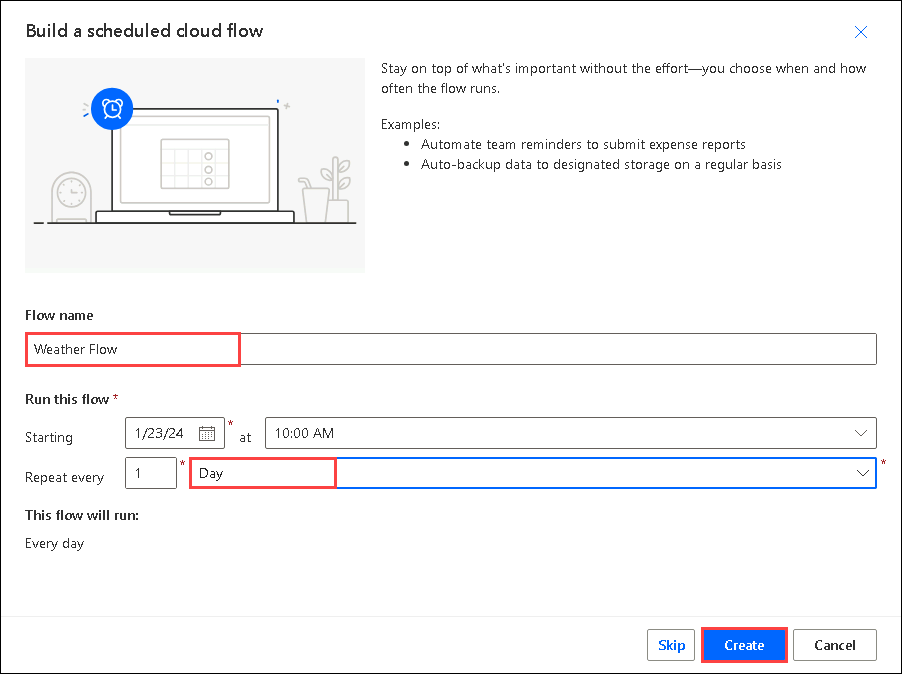 Build a scheduled cloud flow
Stay on top of what's important without the effort—you choose when and how
often the flow runs.
Examples:
• Automate team reminders to submit expense reports
• Auto-backup data to designated storage on a regular basis
Flow name
Weather Flow
Run this flow *
Starting 1/23/24 * at 10:00 AM
Repeat every 1 * Day *
This flow will run:
Every day
Skip Create Cancel